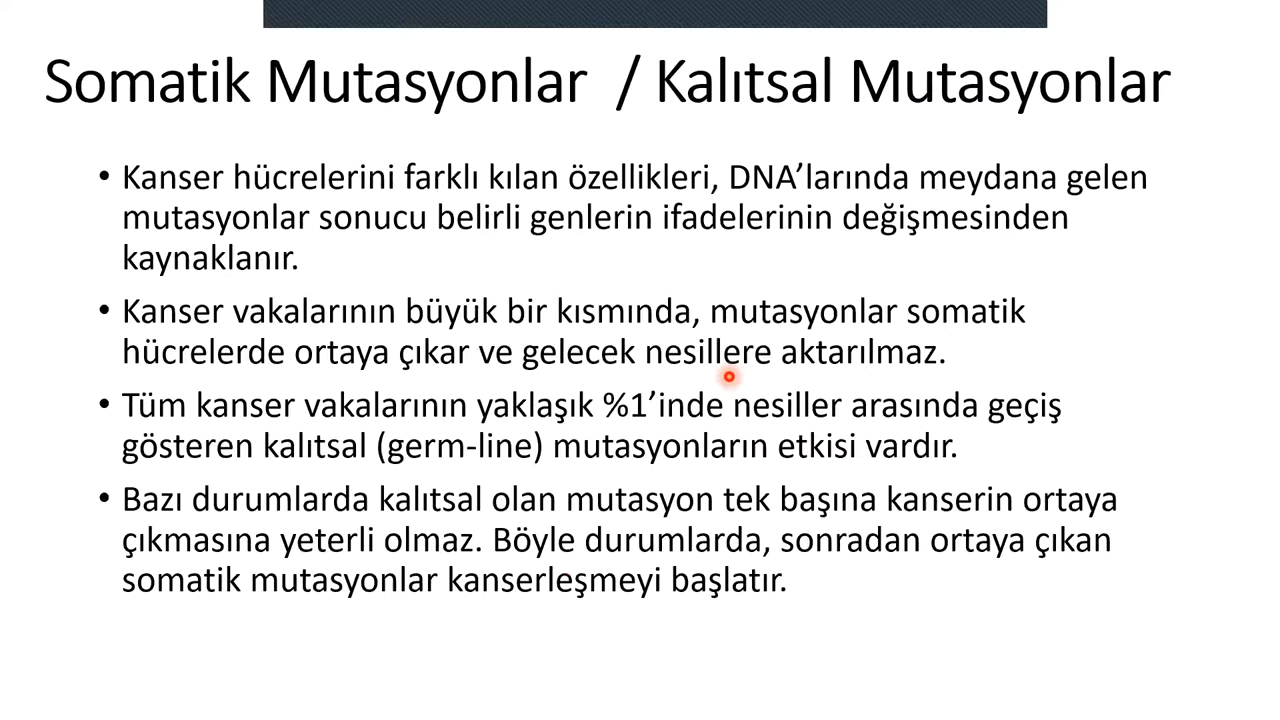 Somatik Mutasyonlar / Kalıtsal Mutasyonlar
• Kanser hücrelerini farklı kılan özellikleri, DNA’larında meydana gelen
mutasyonlar sonucu belirli genlerin ifadelerinin değişmesinden
kaynaklanır.
• Kanser vakalarının büyük bir kısmında, mutasyonlar somatik
hücrelerde ortaya çıkar ve gelecek nesillere aktarılmaz.
• Tüm kanser vakalarının yaklaşık %1’inde nesiller arasında geçiş
gösteren kalıtsal (germ-line) mutasyonların etkisi vardır.
• Bazı durumlarda kalıtsal olan mutasyon tek başına kanserin ortaya
çıkmasına yeterli olmaz. Böyle durumlarda, sonradan ortaya çıkan
somatik mutasyonlar kanserleşmeyi başlatır.